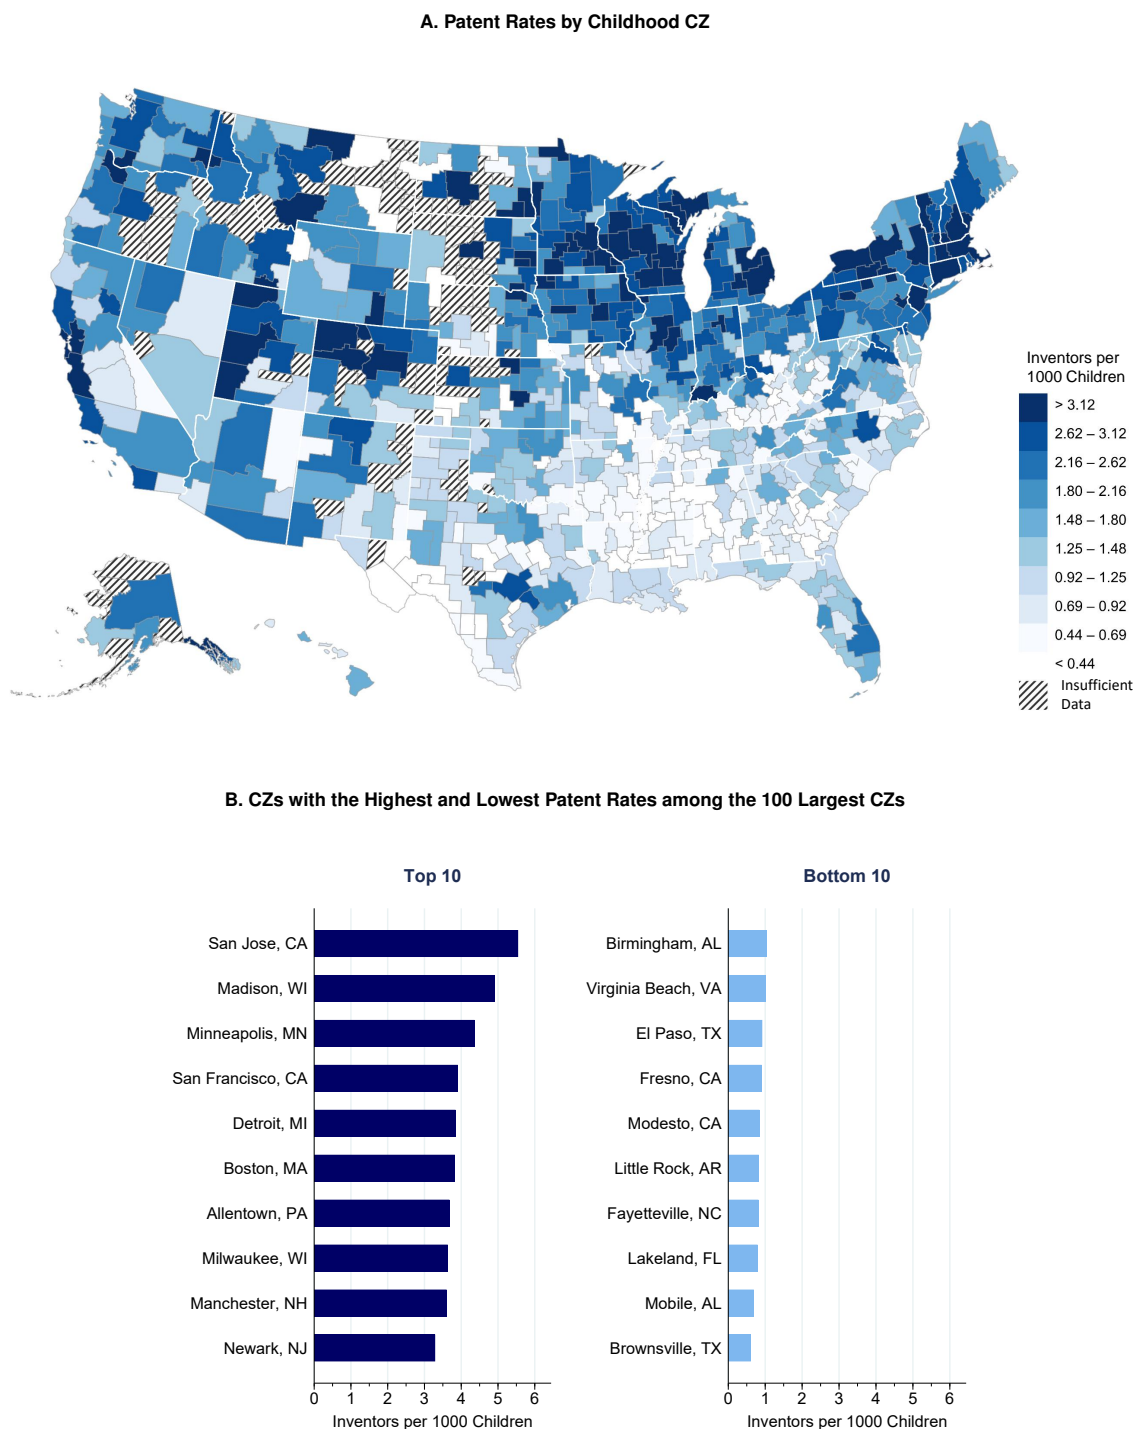 A. Patent Rates by Childhood CZ
Inventors per
1000 Children
> 3.12
2.62 – 3.12
2.16 – 2.62
1.80 – 2.16
1.48 – 1.80
1.25 – 1.48
0.92 – 1.25
0.69 – 0.92
0.44 – 0.69
< 0.44
Insufficient
Data
B. CZs with the Highest and Lowest Patent Rates among the 100 Largest CZs
Top 10
San Jose, CA
Madison, WI
Minneapolis, MN
San Francisco, CA
Detroit, MI
Boston, MA
Allentown, PA
Milwaukee, WI
Manchester, NH
Newark, NJ
0 1 2 3 4 5 6
Inventors per 1000 Children
Bottom 10
Birmingham, AL
Virginia Beach, VA
El Paso, TX
Fresno, CA
Modesto, CA
Little Rock, AR
Fayetteville, NC
Lakeland, FL
Mobile, AL
Brownsville, TX
0 1 2 3 4 5 6
Inventors per 1000 Children